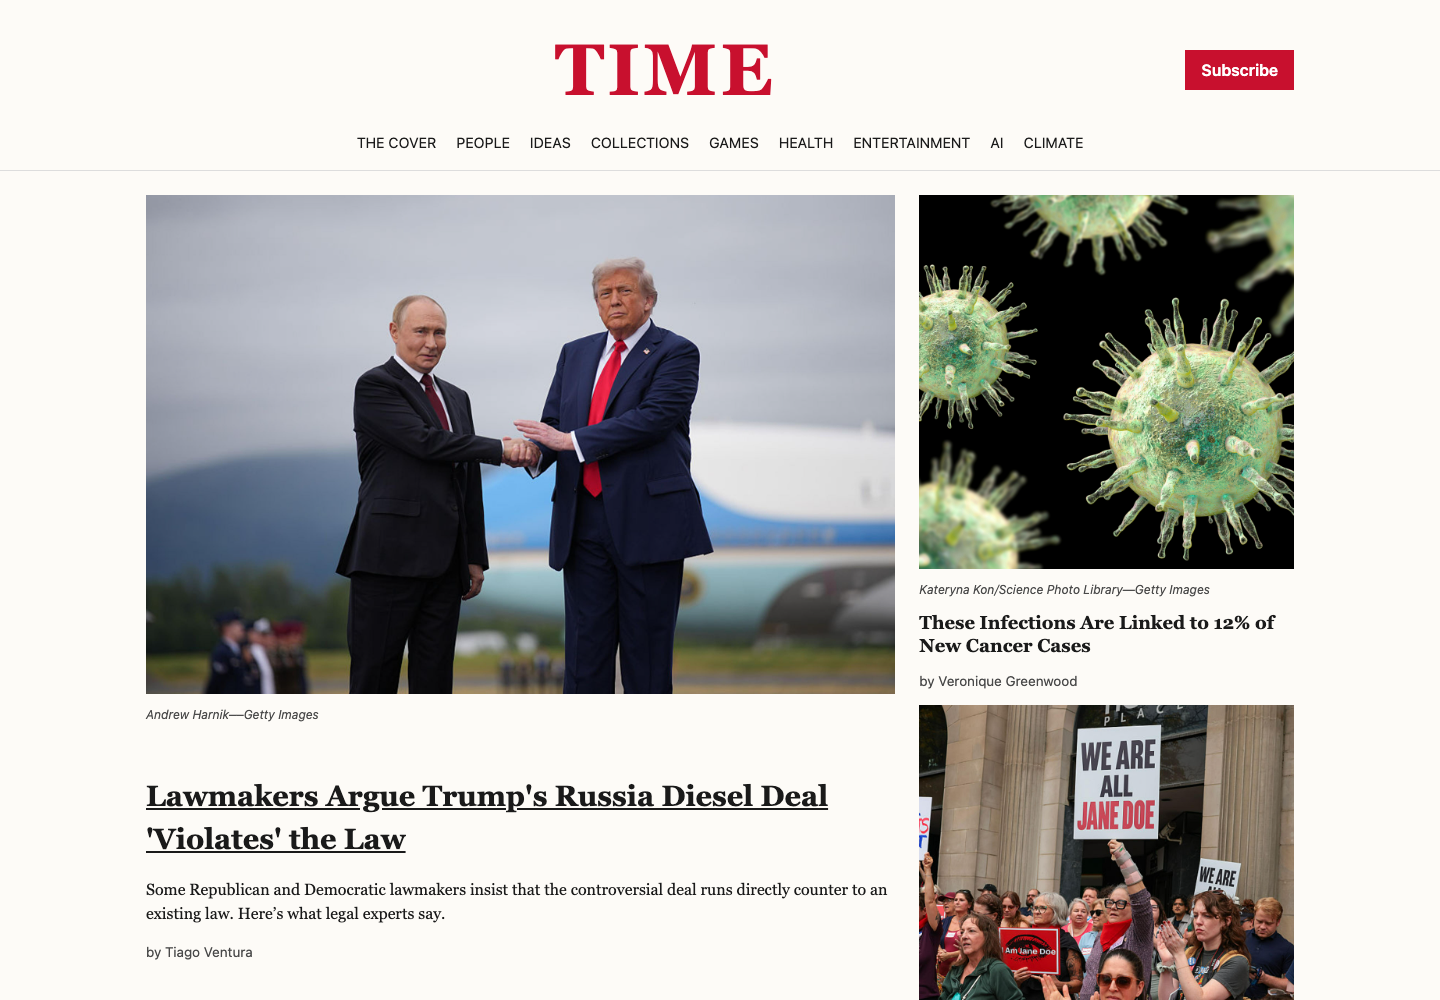 TIME
Subscribe
THE COVER
PEOPLE
IDEAS
COLLECTIONS
GAMES
HEALTH
ENTERTAINMENT
AI
CLIMATE
Andrew Harnik—Getty Images
Lawmakers Argue Trump's Russia Diesel Deal
'Violates' the Law
Some Republican and Democratic lawmakers insist that the controversial deal runs directly counter to an
existing law. Here’s what legal experts say.
by Tiago Ventura
Kateryna Kon/Science Photo Library—Getty Images
These Infections Are Linked to 12% of
New Cancer Cases
by Veronique Greenwood
PLACE
WE ARE
ALL
JANE DOE
WE ARE
I Am Jane Doe